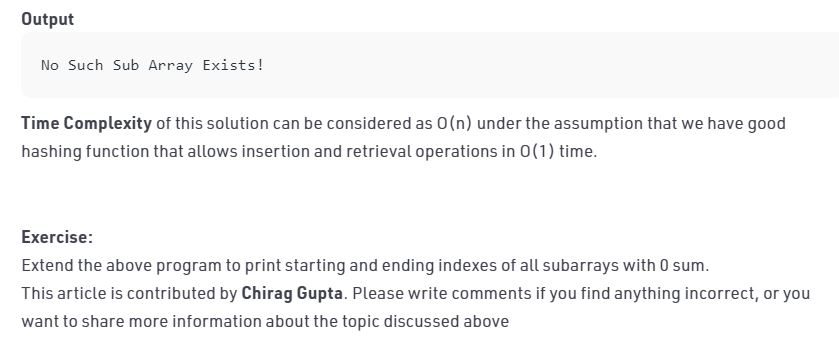 Output
No Such Sub Array Exists!
Time Complexity of this solution can be considered as O(n) under the assumption that we have good
hashing function that allows insertion and retrieval operations in O(1) time.
Exercise:
Extend the above program to print starting and ending indexes of all subarrays with 0 sum.
This article is contributed by Chirag Gupta. Please write comments if you find anything incorrect, or you
want to share more information about the topic discussed above